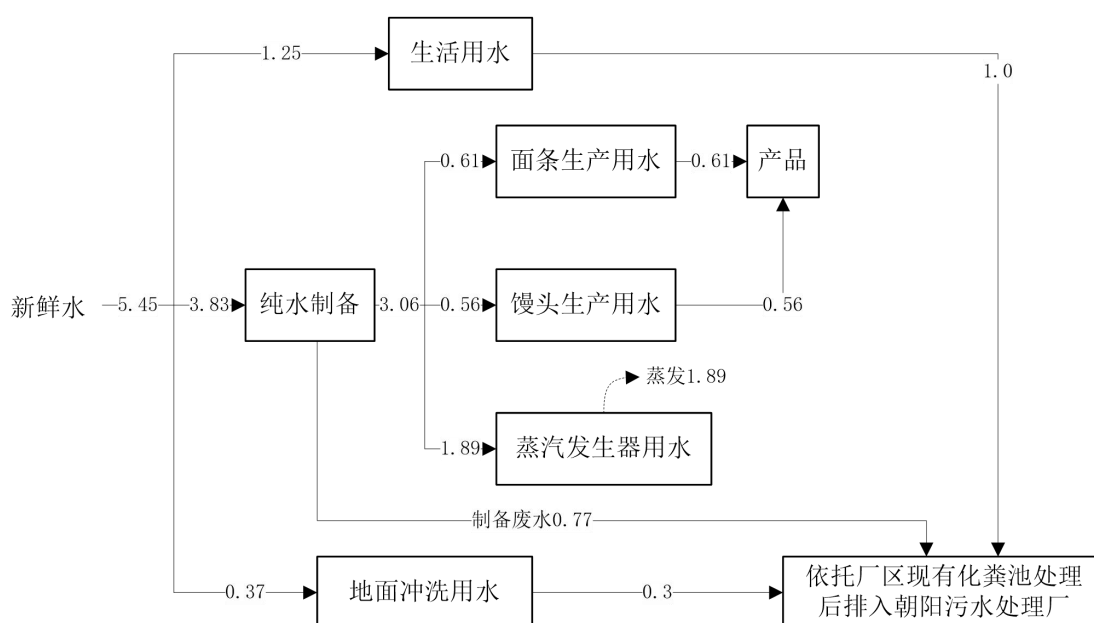 1.25
生活用水
1.0
0.61
面条生产用水
0.61
产品
新鲜水
5.45
3.83
纯水制备
3.06
0.56
馒头生产用水
0.56
蒸发1.89
1.89
蒸汽发生器用水
制备废水0.77
0.37
地面冲洗用水
0.3
依托厂区现有化粪池处理
后排入朝阳污水处理厂